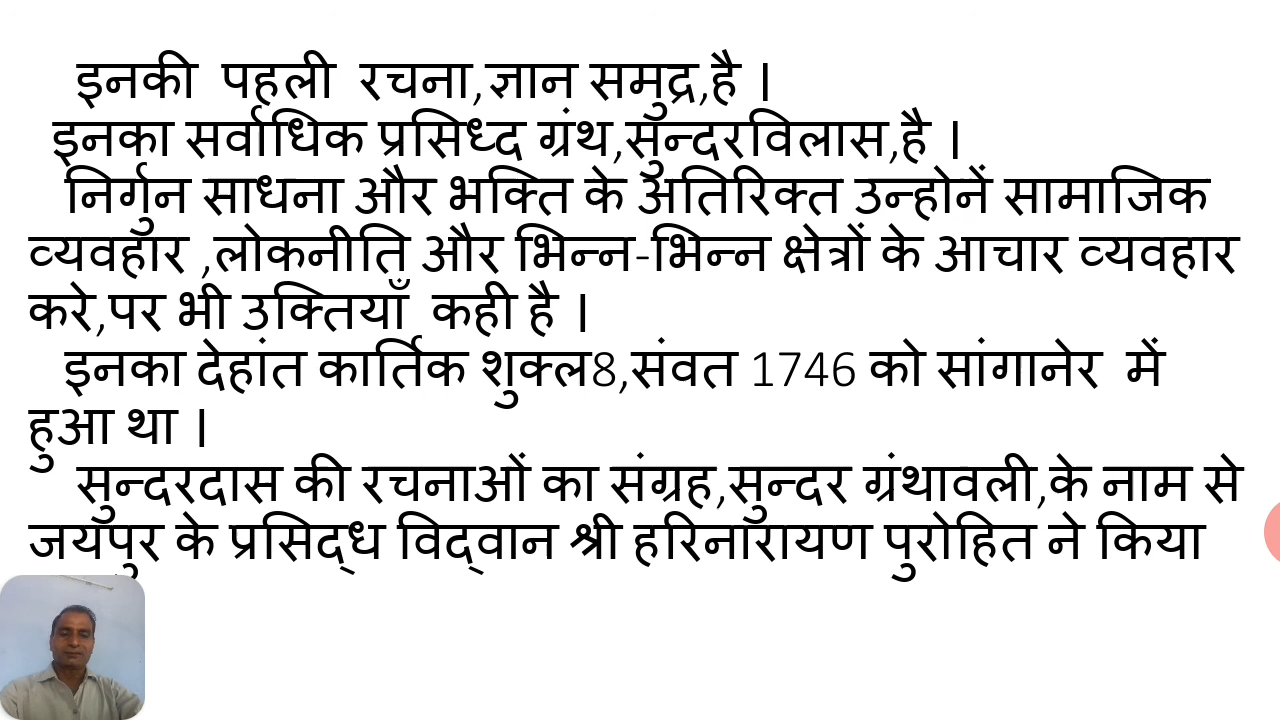 इनकी पहली रचना,ज्ञान समुद्र,है ।
इनका सर्वाधिक प्रसिध्द ग्रंथ,सुन्दरविलास,है ।
निर्गुन साधना और भक्ति के अतिरिक्त उन्होनें सामाजिक
व्यवहार ,लोकनीति और भिन्न-भिन्न क्षेत्रों के आचार व्यवहार
करे,पर भी उक्तियाँ कही है ।
इनका देहांत कार्तिक शुक्ल8,संवत 1746 को सांगानेर में
हुआ था ।
सुन्दरदास की रचनाओं का संग्रह,सुन्दर ग्रंथावली,के नाम से
जयपुर के प्रसिद्ध विद्वान श्री हरिनारायण पुरोहित ने किया